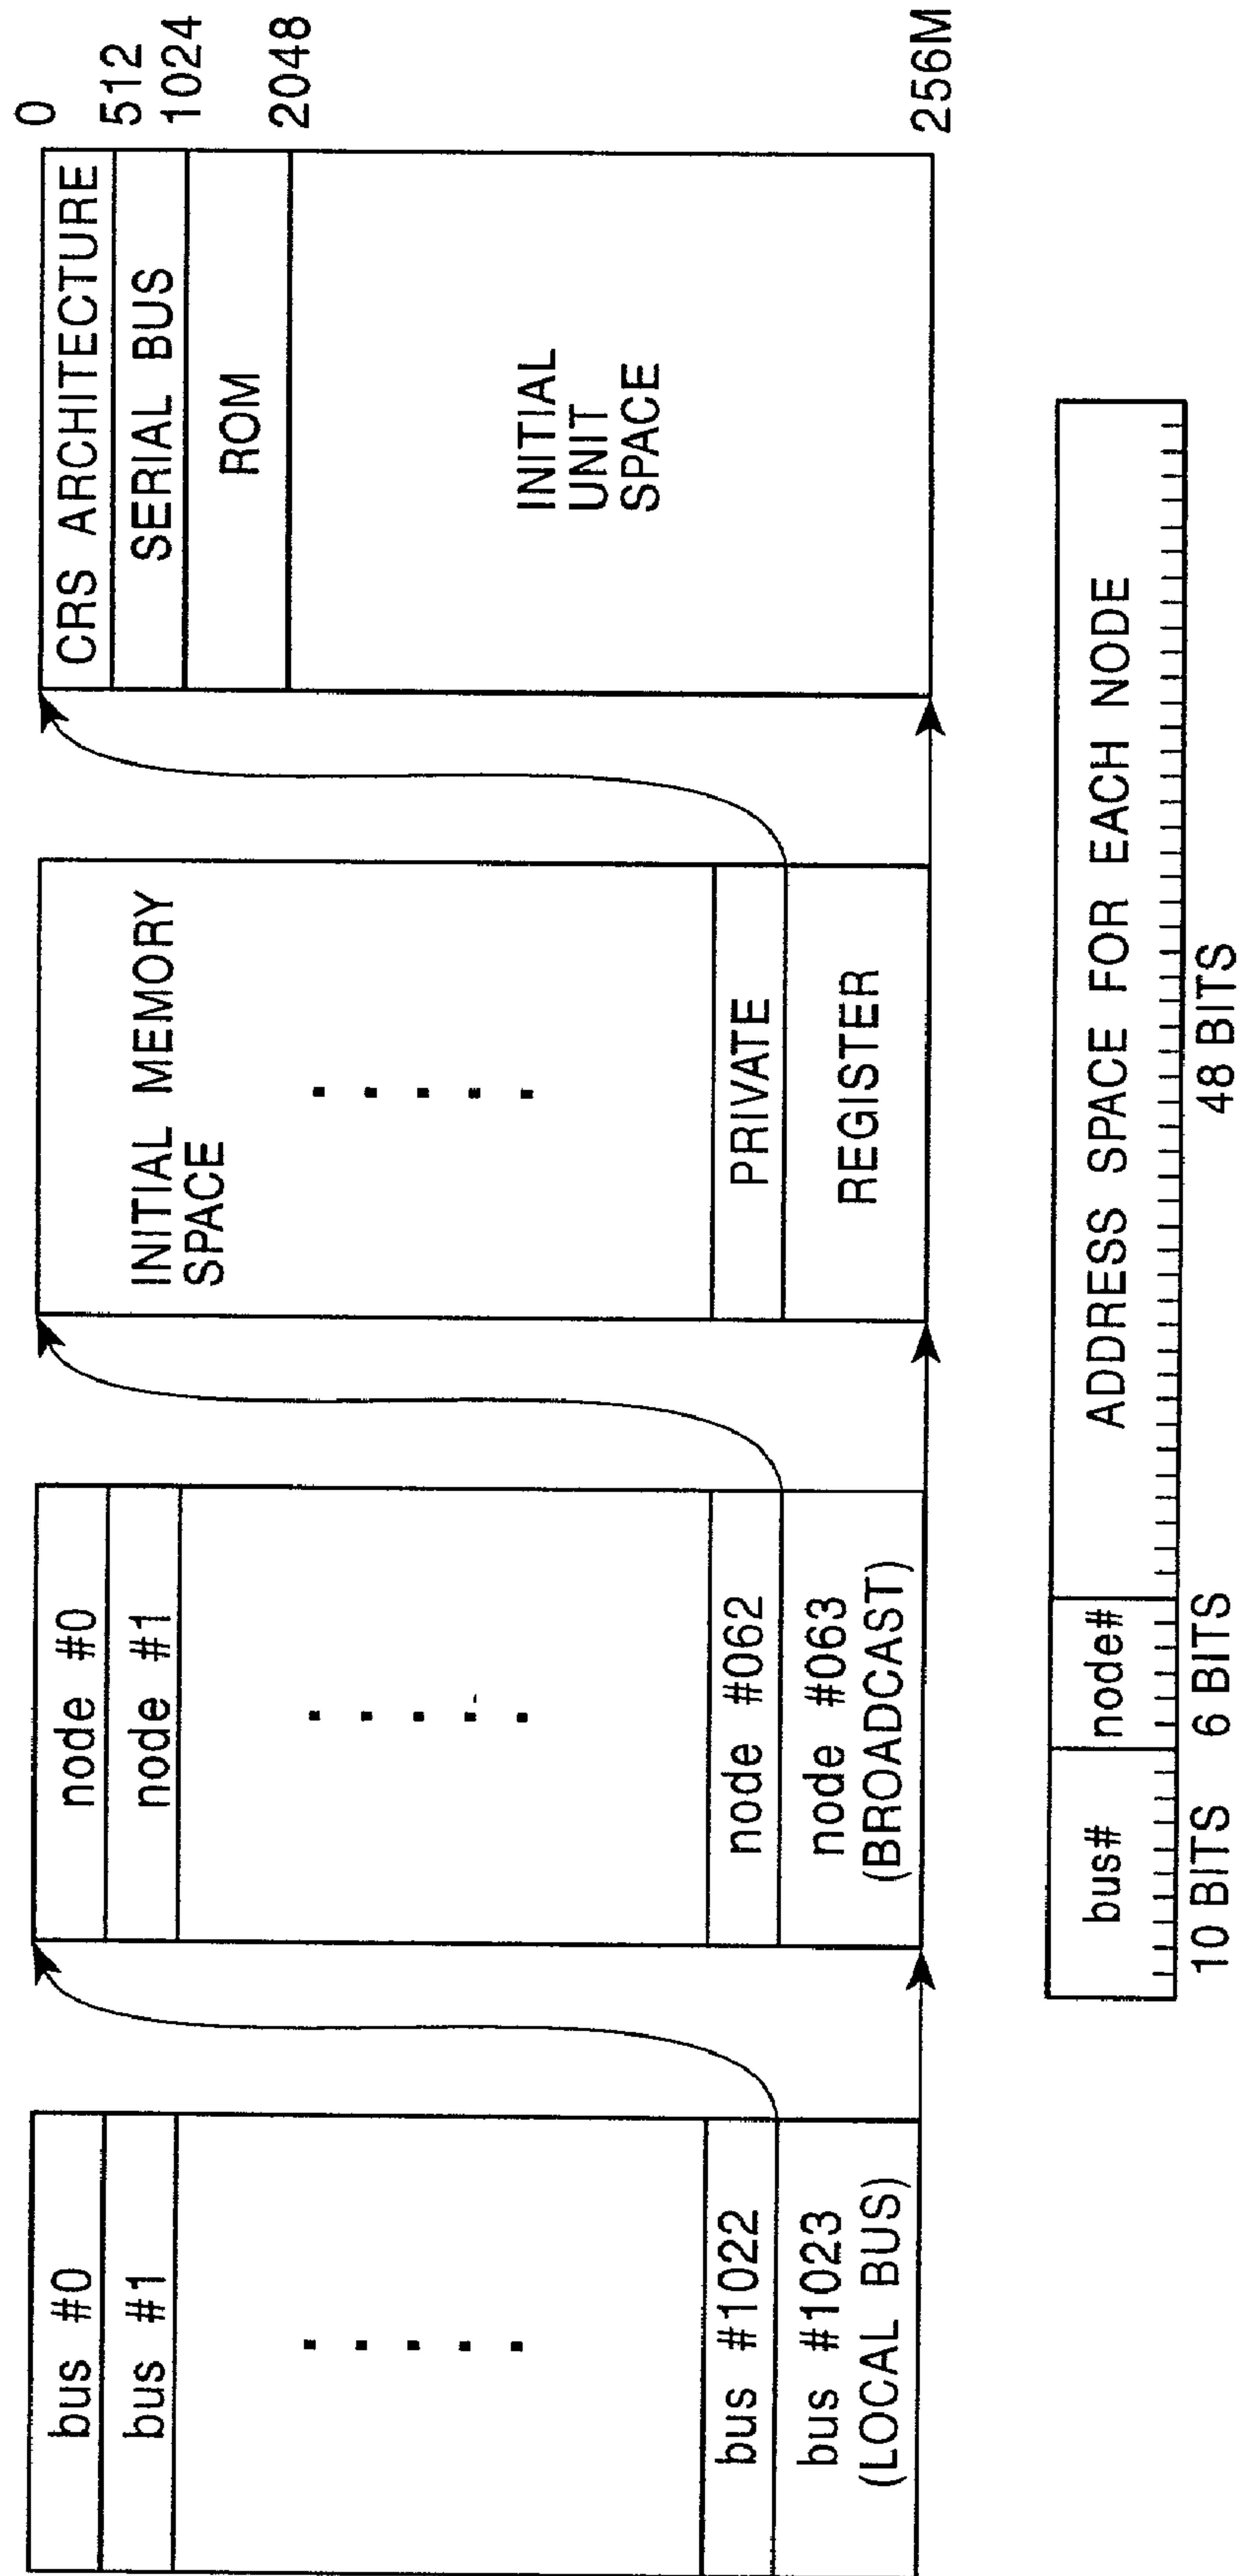 bus #0
bus #1
bus #1022
bus #1023
(LOCAL BUS)
node #0
node #1
node #062
node #063
(BROADCAST)
INITIAL MEMORY
SPACE
PRIVATE
REGISTER
CRS ARCHITECTURE
SERIAL BUS
ROM
INITIAL
UNIT
SPACE
0
512
1024
2048
256M
bus#
node#
ADDRESS SPACE FOR EACH NODE
10 BITS
6 BITS
48 BITS